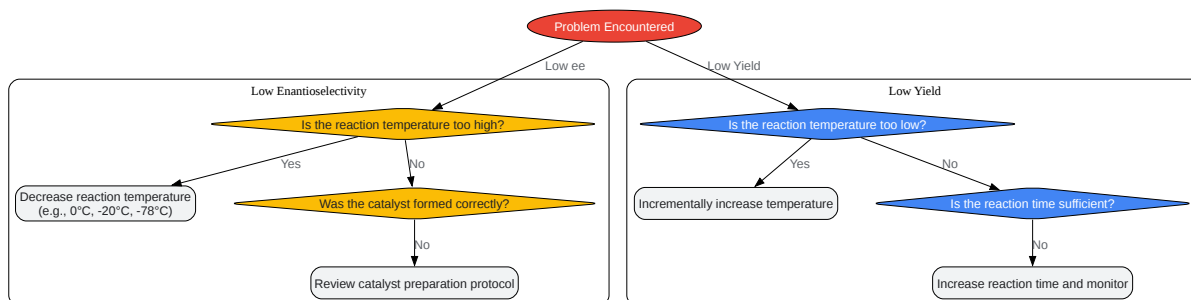 Problem Encountered
Low ee
Low Yield
Low Enantioselectivity
Low Yield
Is the reaction temperature too high?
Is the reaction temperature too low?
Yes
No
Yes
No
Decrease reaction temperature
(e.g., 0°C, -20°C, -78°C)
Was the catalyst formed correctly?
Incrementally increase temperature
Is the reaction time sufficient?
No
No
Review catalyst preparation protocol
Increase reaction time and monitor